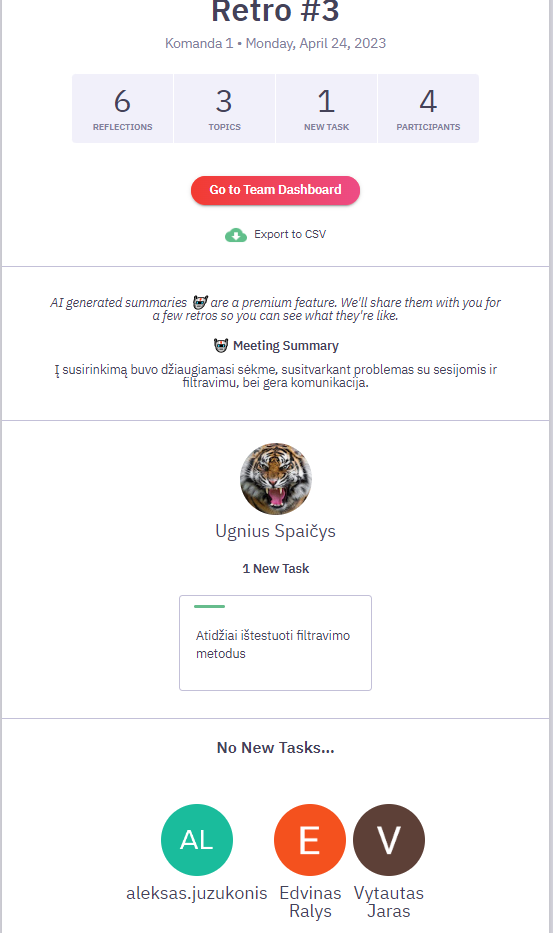 Retro #3
Komanda 1 • Monday, April 24, 2023
6
3
1
4
REFLECTIONS
TOPICS
NEW TASK
PARTICIPANTS
Go to Team Dashboard
Export to CSV
AI generated summaries are a premium feature. We'll share them with you for
a few retros so you can see what they're like.
Meeting Summary
Į susirinkimą buvo džiaugiamasi sėkme, susitvarkant problemas su sesijomis ir
filtravimu, bei gera komunikacija.
Ugnius Spaičys
1 New Task
Atidžiai ištestuoti filtravimo
metodus
No New Tasks...
AL
E
V
aleksas.juzukonis
Edvinas
Ralys
Vytautas
Jaras